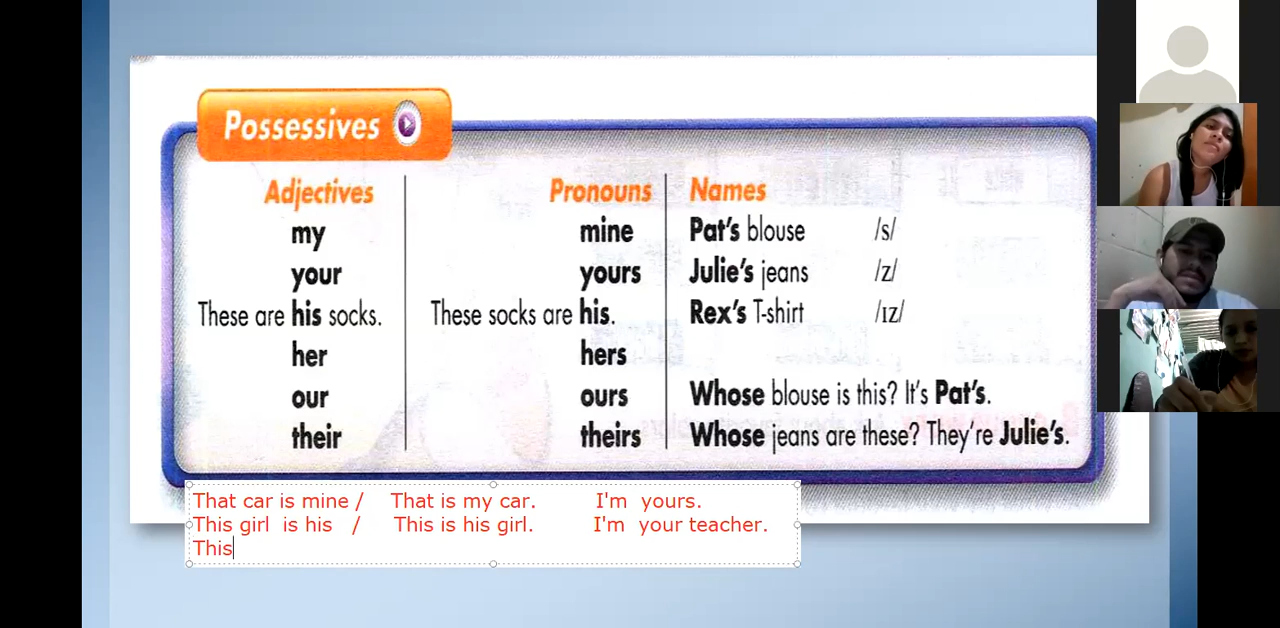 Possessives
Adjectives Pronouns Names
my mine Pat's blouse /s/
your yours Julie's jeans /z/
These are his socks. These socks are his. Rex's T-shirt /ɪz/
her hers
our ours Whose blouse is this? It's Pat's.
their theirs Whose jeans are these? They're Julie's.
That car is mine / That is my car. I'm yours.
This girl is his / This is his girl. I'm your teacher.
This